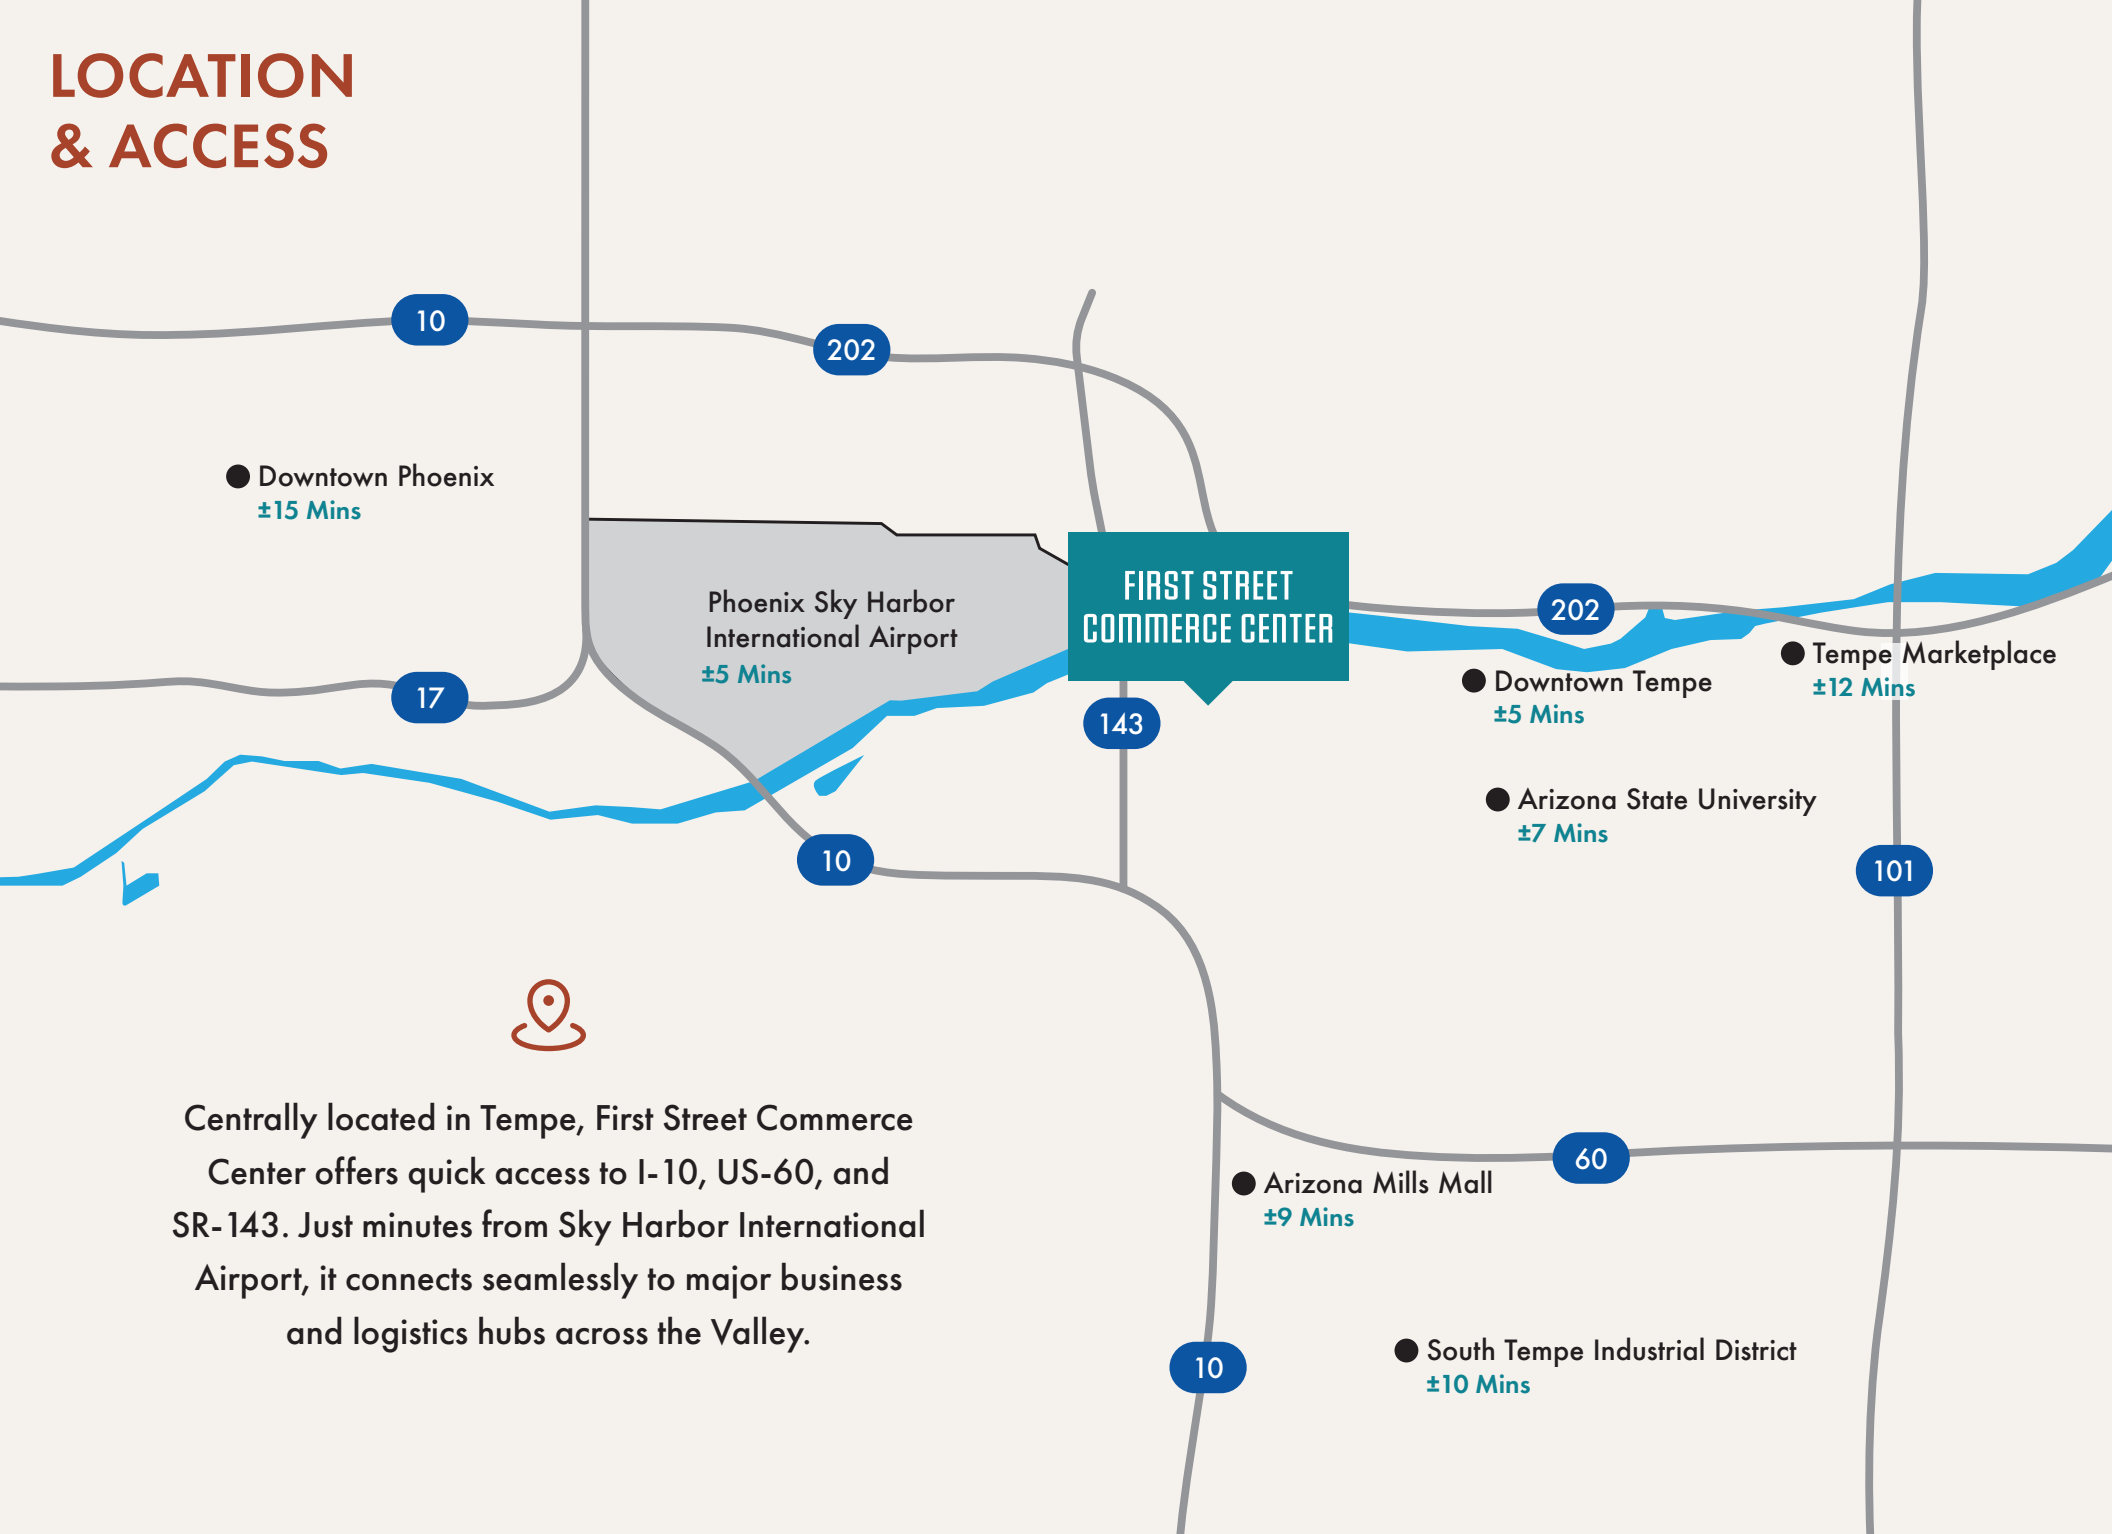 LOCATION
& ACCESS
10
202
Downtown Phoenix
±15 Mins
Phoenix Sky Harbor
International Airport
±5 Mins
FIRST STREET
COMMERCE CENTER
202
Tempe Marketplace
±12 Mins
Downtown Tempe
±5 Mins
17
143
Arizona State University
±7 Mins
10
101
Centrally located in Tempe, First Street Commerce
Center offers quick access to I-10, US-60, and
SR-143. Just minutes from Sky Harbor International
Airport, it connects seamlessly to major business
and logistics hubs across the Valley.
60
Arizona Mills Mall
±9 Mins
10
South Tempe Industrial District
±10 Mins